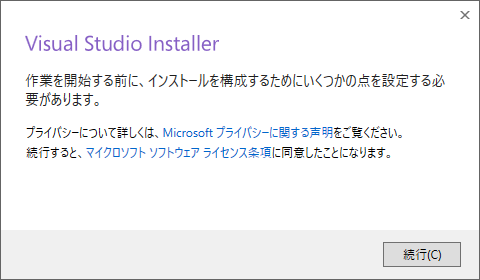 Visual Studio Installer
作業を開始する前に、インストールを構成するためにいくつかの点を設定する必
要があります。
プライバシーについて詳しくは、Microsoft プライバシーに関する声明をご覧ください。
続行すると、マイクロソフト ソフトウェア ライセンス条項に同意したことになります。
続行(C)